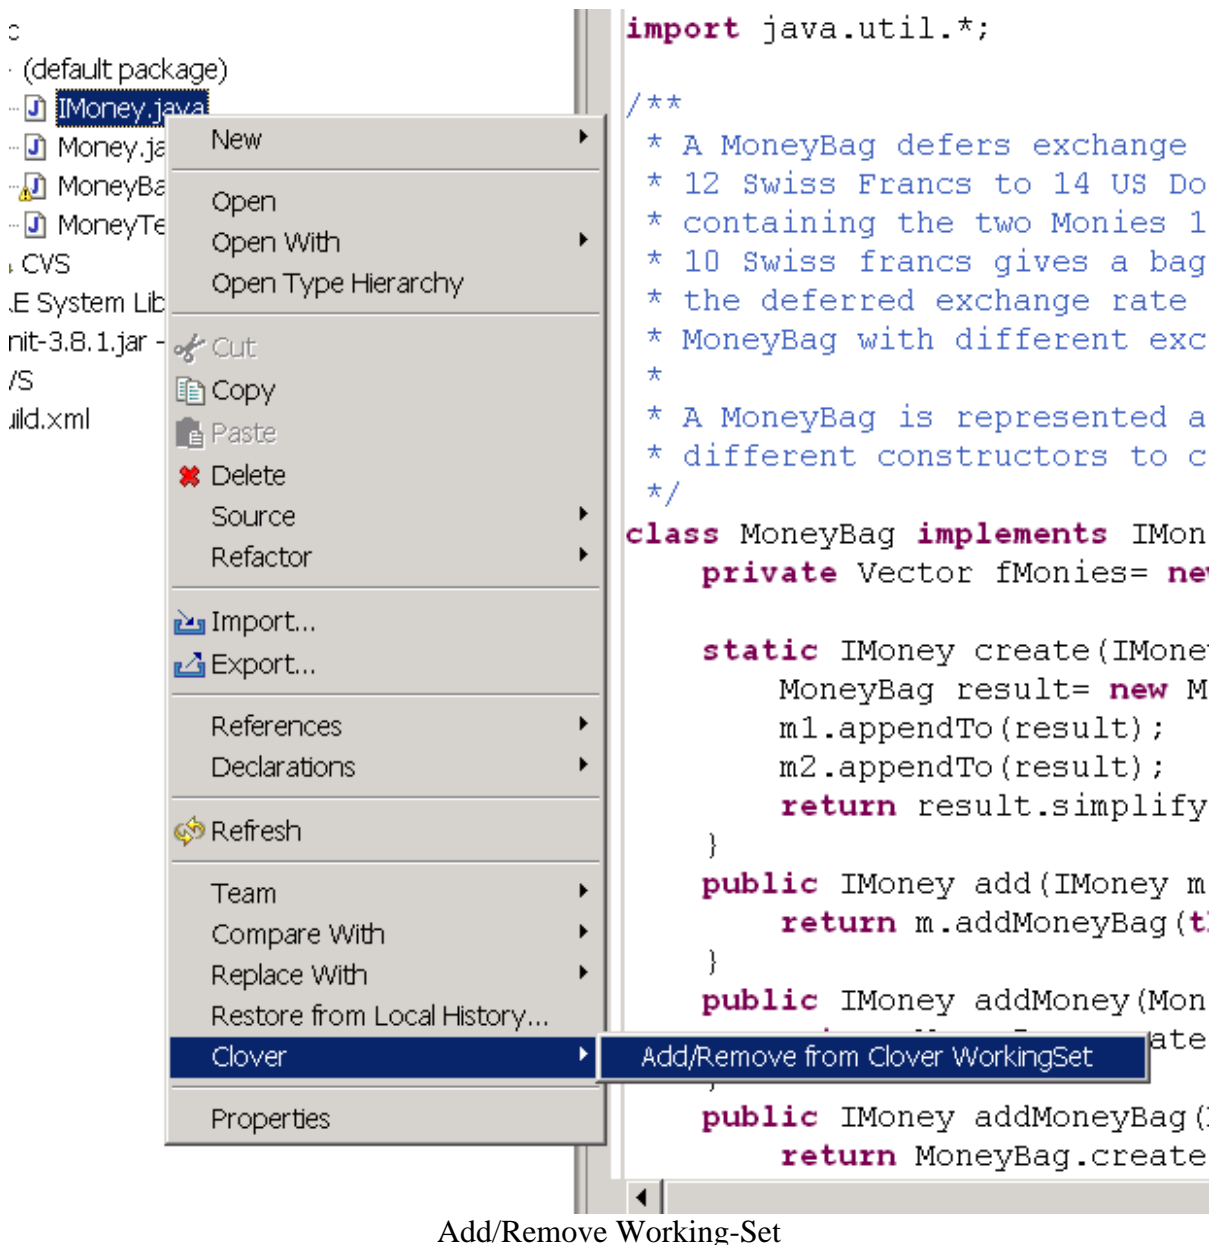 (default package)
IMoney.java
Money.ja
MoneyBa
MoneyTe
CVS
E System Lib
nit-3.8.1.jar -
/S
ild.xml
New
Open
Open With
Open Type Hierarchy
Cut
Copy
Paste
Delete
Source
Refactor
Import...
Export...
References
Declarations
Refresh
Team
Compare With
Replace With
Restore from Local History...
Clover
Properties
Add/Remove from Clover WorkingSet
import java.util.*;
/**
* A MoneyBag defers exchange
* 12 Swiss Francs to 14 US Do
* containing the two Monies 1
* 10 Swiss francs gives a bag
* the deferred exchange rate
* MoneyBag with different exc
*
* A MoneyBag is represented a
* different constructors to c
*/
class MoneyBag implements IMon
private Vector fMonies= new
static IMoney create(IMoney
MoneyBag result= new M
m1.appendTo(result);
m2.appendTo(result);
return result.simplify
}
public IMoney add(IMoney m
return m.addMoneyBag(th
}
public IMoney addMoney(Mon
ate
}
public IMoney addMoneyBag(
return MoneyBag.create
Add/Remove Working-Set